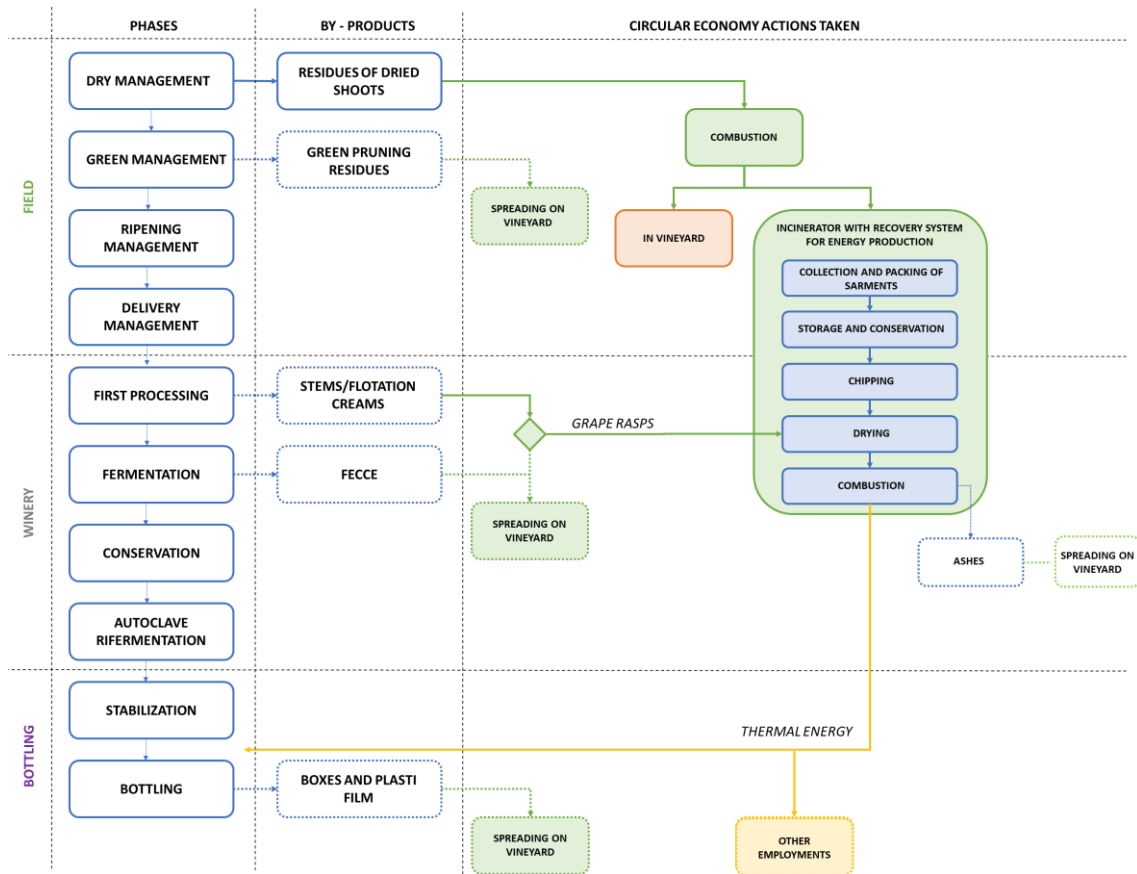 PHASES
BY - PRODUCTS
CIRCULAR ECONOMY ACTIONS TAKEN
FIELD
DRY MANAGEMENT
RESIDUES OF DRIED
SHOOTS
COMBUSTION
GREEN MANAGEMENT
GREEN PRUNING
RESIDUES
SPREADING ON
VINEYARD
IN VINEYARD
INCINERATOR WITH RECOVERY SYSTEM
FOR ENERGY PRODUCTION
COLLECTION AND PACKING OF
SARMENTS
STORAGE AND CONSERVATION
CHIPPING
DRYING
COMBUSTION
RIPENING
MANAGEMENT
DELIVERY
MANAGEMENT
WINERY
FIRST PROCESSING
STEMS/FLOTATION
CREAMS
GRAPE RASPS
FERMENTATION
FECCE
SPREADING ON
VINEYARD
ASHES
SPREADING ON
VINEYARD
CONSERVATION
AUTOCLAVE
RIFERMENTATION
BOTTLING
STABILIZATION
THERMAL ENERGY
BOTTLING
BOXES AND PLASTI
FILM
SPREADING ON
VINEYARD
OTHER
EMPLOYMENTS